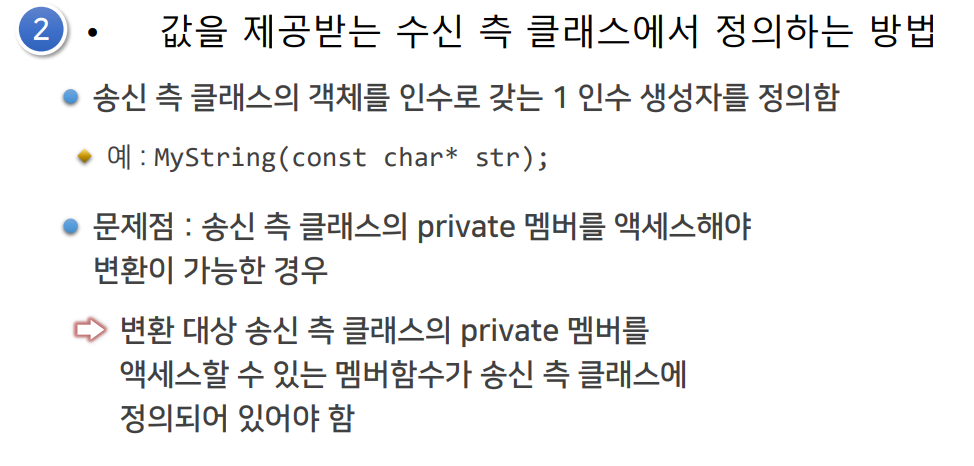 2 • 값을 제공받는 수신 측 클래스에서 정의하는 방법
송신 측 클래스의 객체를 인수로 갖는 1 인수 생성자를 정의함
예 : MyString(const char* str);
문제점 : 송신 측 클래스의 private 멤버를 액세스해야
변환이 가능한 경우
변환 대상 송신 측 클래스의 private 멤버를
액세스할 수 있는 멤버함수가 송신 측 클래스에
정의되어 있어야 함